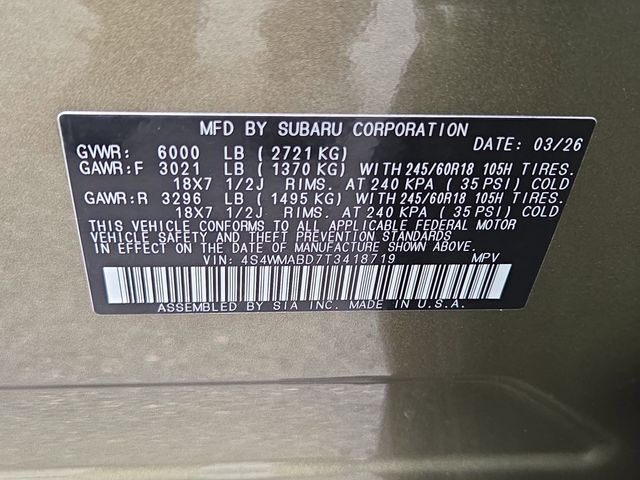 MFD BY SUBARU CORPORATION
DATE: 03/26
GVWR: 6000 LB ( 2721 KG)
GAWR:F 3021 LB ( 1370 KG) WITH 245/60R18 105H TIRES.
18X7 1/2J RIMS. AT 240 KPA ( 35 PSI) COLD
GAWR:R 3296 LB ( 1495 KG) WITH 245/60R18 105H TIRES.
18X7 1/2J RIMS. AT 240 KPA ( 35 PSI) COLD
THIS VEHICLE CONFORMS TO ALL APPLICABLE FEDERAL MOTOR
VEHICLE SAFETY AND THEFT PREVENTION STANDARDS
IN EFFECT ON THE DATE OF MANUFACTURE SHOWN ABOVE.
VIN: 4S4WMABD7T3418719 MPV
ASSEMBLED BY SIA INC. MADE IN U.S.A.